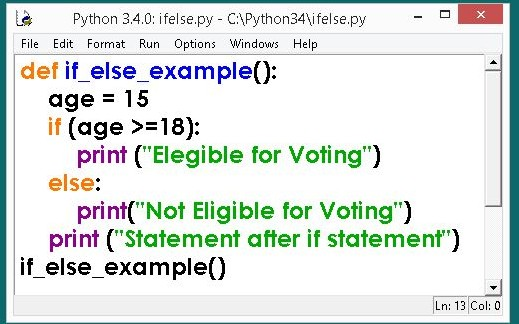 Python 3.4.0: ifelse.py - C:\Python34\ifelse.py
File Edit Format Run Options Windows Help
def if_else_example():
    age = 15
    if (age >=18):
        print ("Elegible for Voting")
    else:
        print("Not Eligible for Voting")
    print ("Statement after if statement")
if_else_example()
Ln: 13 Col: 0